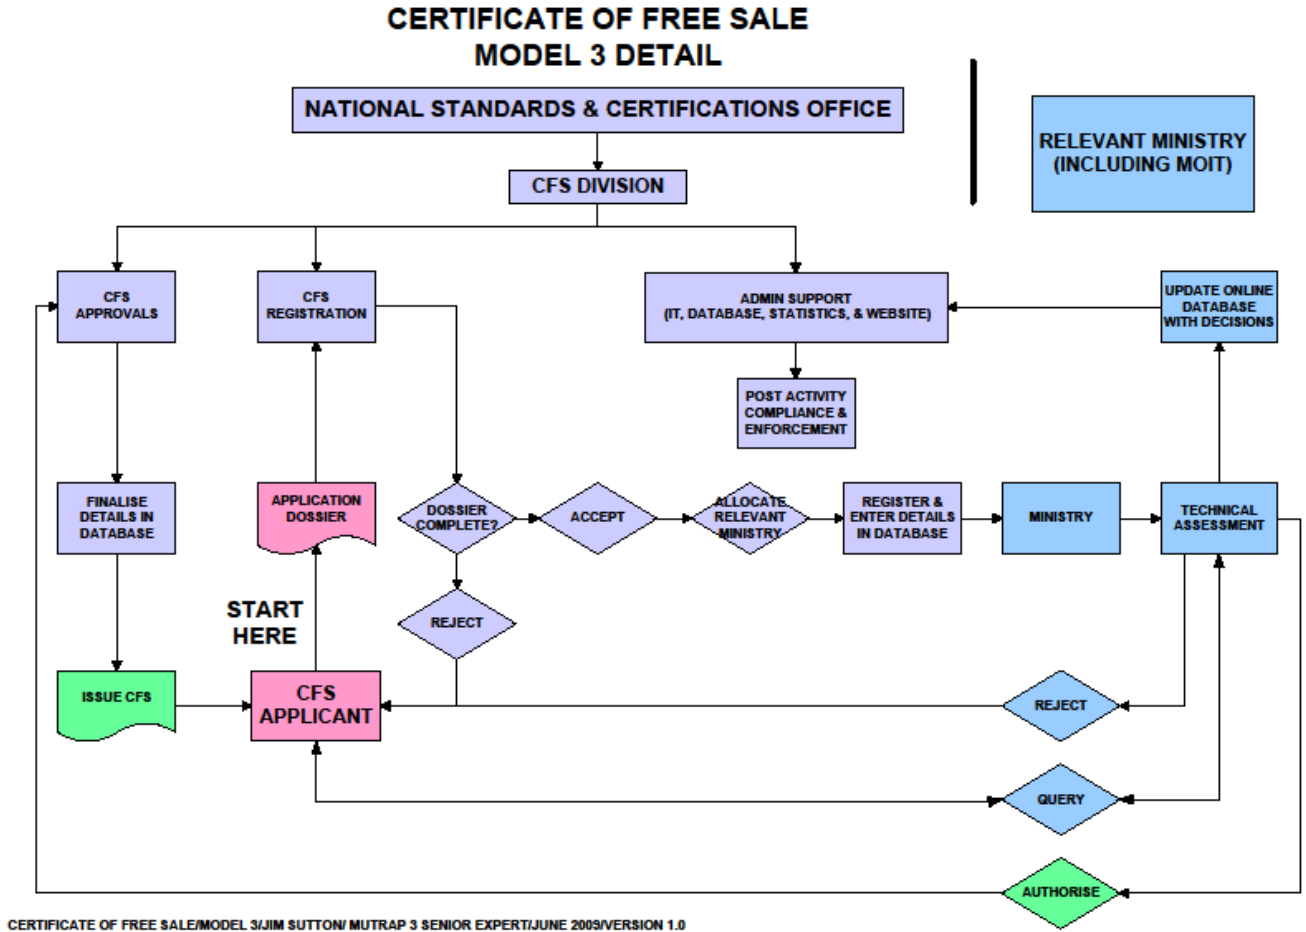 CERTIFICATE OF FREE SALE
MODEL 3 DETAIL
NATIONAL STANDARDS & CERTIFICATIONS OFFICE
RELEVANT MINISTRY
(INCLUDING MOIT)
CFS DIVISION
CFS
APPROVALS
CFS
REGISTRATION
ADMIN SUPPORT
(IT, DATABASE, STATISTICS, & WEBSITE)
UPDATE ONLINE
DATABASE
WITH DECISIONS
POST ACTIVITY
COMPLIANCE &
ENFORCEMENT
FINALISE
DETAILS IN
DATABASE
APPLICATION
DOSSIER
DOSSIER
COMPLETE?
ACCEPT
ALLOCATE
RELEVANT
MINISTRY
REGISTER &
ENTER DETAILS
IN DATABASE
MINISTRY
TECHNICAL
ASSESSMENT
START
HERE
REJECT
ISSUE CFS
CFS
APPLICANT
REJECT
QUERY
AUTHORISE
CERTIFICATE OF FREE SALE/MODEL 3/JIM SUTTON/ MUTRAP 3 SENIOR EXPERT/JUNE 2009/VERSION 1.0